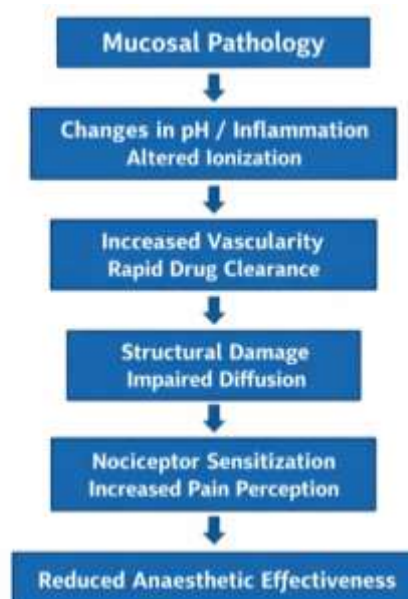 Mucosal Pathology
Changes in pH / Inflammation
Altered Ionization
Incceased Vascularity
Rapid Drug Clearance
Structural Damage
Impaired Diffusion
Nociceptor Sensitization
Increased Pain Perception
Reduced Anaesthetic Effectiveness